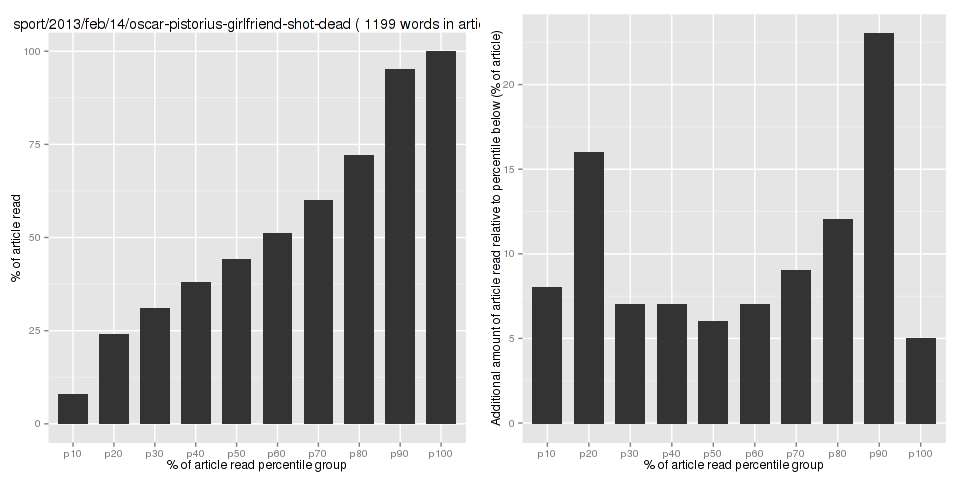 sport/2013/feb/14/oscar-pistorius-girlfriend-shot-dead ( 1199 words in arti
% of article read
100
75
50
25
0
p10 p20 p30 p40 p50 p60 p70 p80 p90 p100
% of article read percentile group
Additional amount of article read relative to percentile below (% of article)
20
15
10
5
0
p10 p20 p30 p40 p50 p60 p70 p80 p90 p100
% of article read percentile group